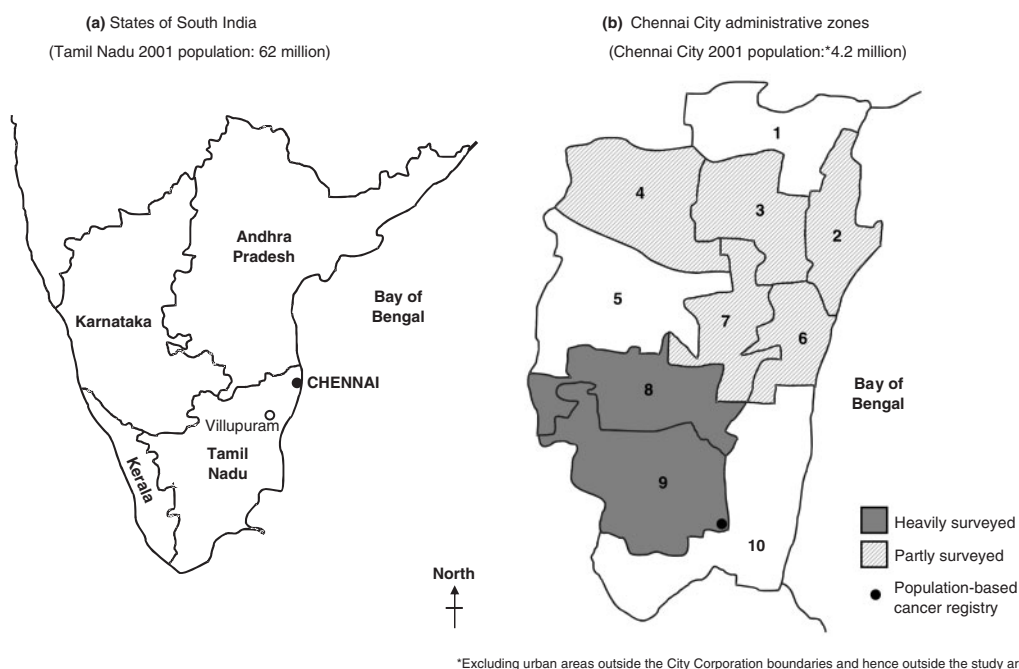 (a) States of South India
(Tamil Nadu 2001 population: 62 million)
Andhra
Pradesh
Bay of
Bengal
Karnataka
CHENNAI
Villupuram
Tamil
Nadu
Kerala
North
(b) Chennai City administrative zones
(Chennai City 2001 population:*4.2 million)
1
4
3
2
5
7
6
8
Bay of
Bengal
9
10
Heavily surveyed
Partly surveyed
Population-based
cancer registry
*Excluding urban areas outside the City Corporation boundaries and hence outside the study